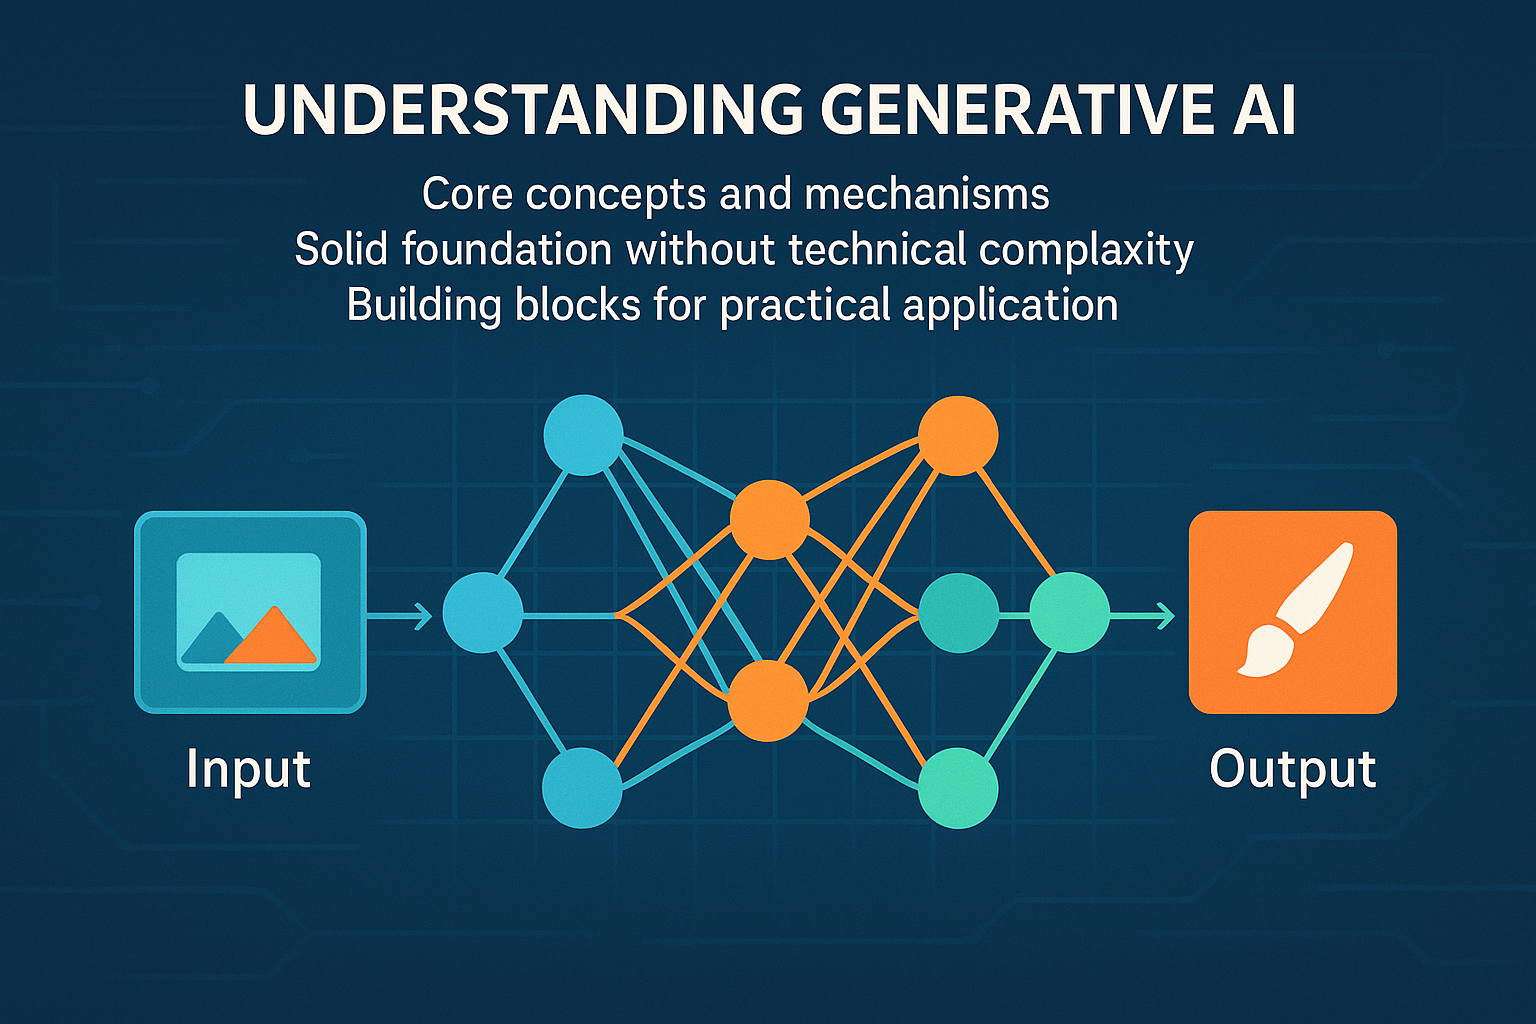 UNDERSTANDING GENERATIVE AI
Core concepts and mechanisms
Solid foundation without technical complaxity
Building blocks for practical application
Input
Output